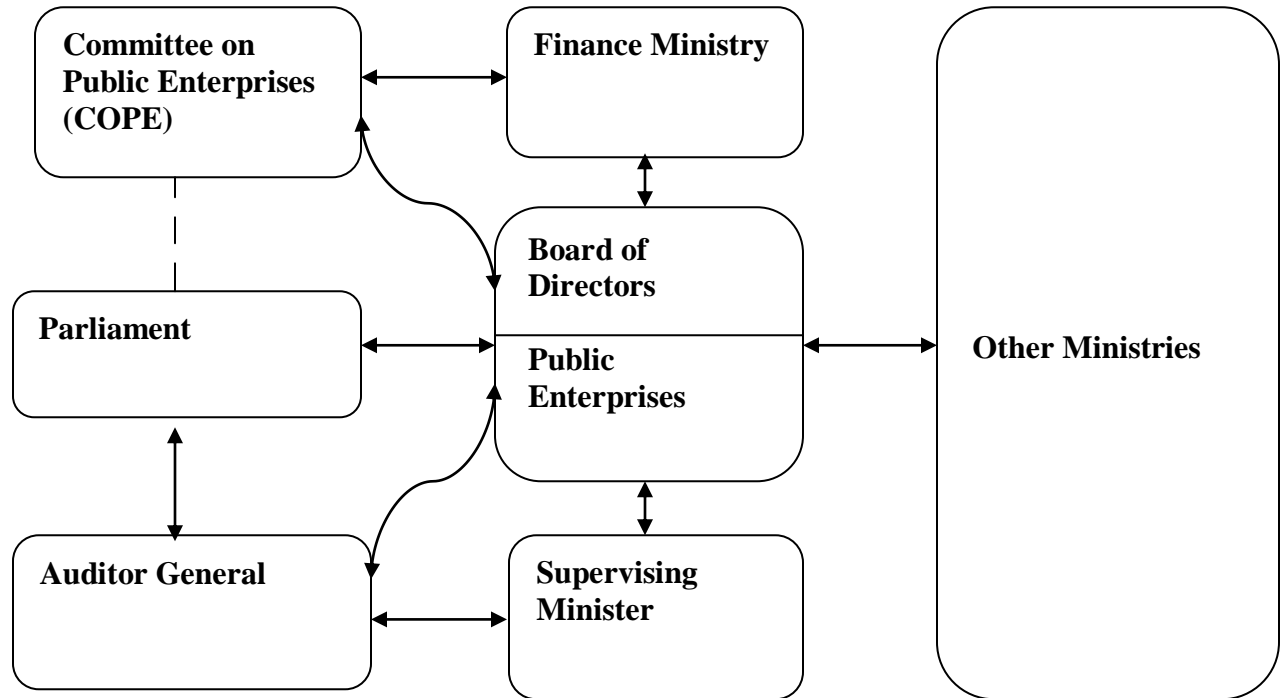 Committee on
Public Enterprises
(COPE)
Finance Ministry
Board of
Directors
Parliament
Public
Enterprises
Other Ministries
Auditor General
Supervising
Minister